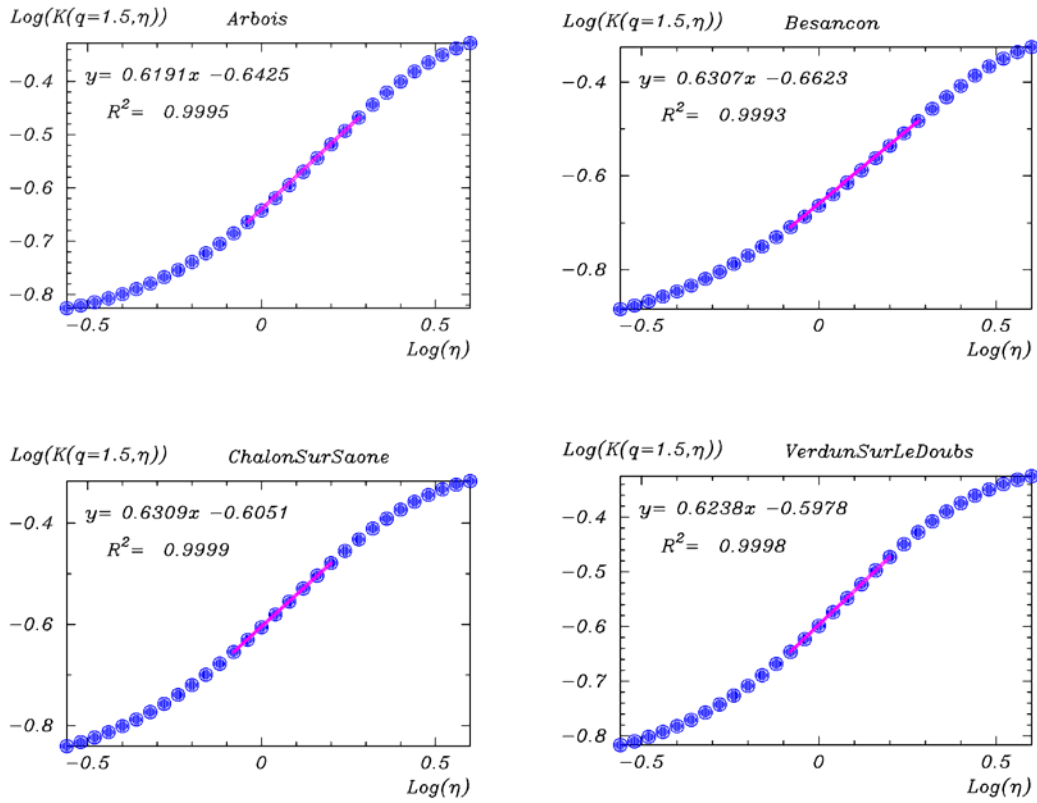 Log(K(q=1.5,η)) Arbois
y= 0.6191x −0.6425
R²= 0.9995
−0.4
−0.5
−0.6
−0.7
−0.8
−0.5 0 0.5
Log(η)
Log(K(q=1.5,η)) Besancon
y= 0.6307x −0.6623
R²= 0.9993
−0.4
−0.6
−0.8
−0.5 0 0.5
Log(η)
Log(K(q=1.5,η)) ChalonSurSaone
y= 0.6309x −0.6051
R²= 0.9999
−0.4
−0.6
−0.8
−0.5 0 0.5
Log(η)
Log(K(q=1.5,η)) VerdunSurLeDoubs
y= 0.6238x −0.5978
R²= 0.9998
−0.4
−0.5
−0.6
−0.7
−0.8
−0.5 0 0.5
Log(η)